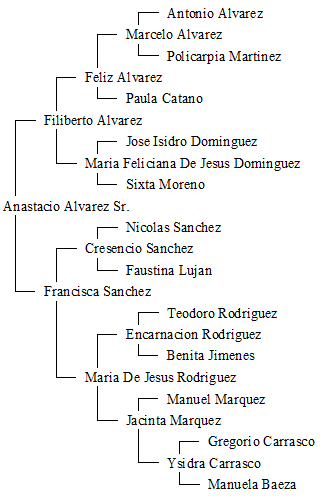 Antonio Alvarez
Marcelo Alvarez
Policarpia Martinez
Feliz Alvarez
Paula Catano
Filiberto Alvarez
Jose Isidro Dominguez
Maria Feliciana De Jesus Dominguez
Sixta Moreno
Anastacio Alvarez Sr.
Nicolas Sanchez
Cresencio Sanchez
Faustina Lujan
Francisca Sanchez
Teodoro Rodriguez
Encarnacion Rodriguez
Benita Jimenes
Maria De Jesus Rodriguez
Manuel Marquez
Jacinta Marquez
Gregorio Carrasco
Ysidra Carrasco
Manuela Baeza